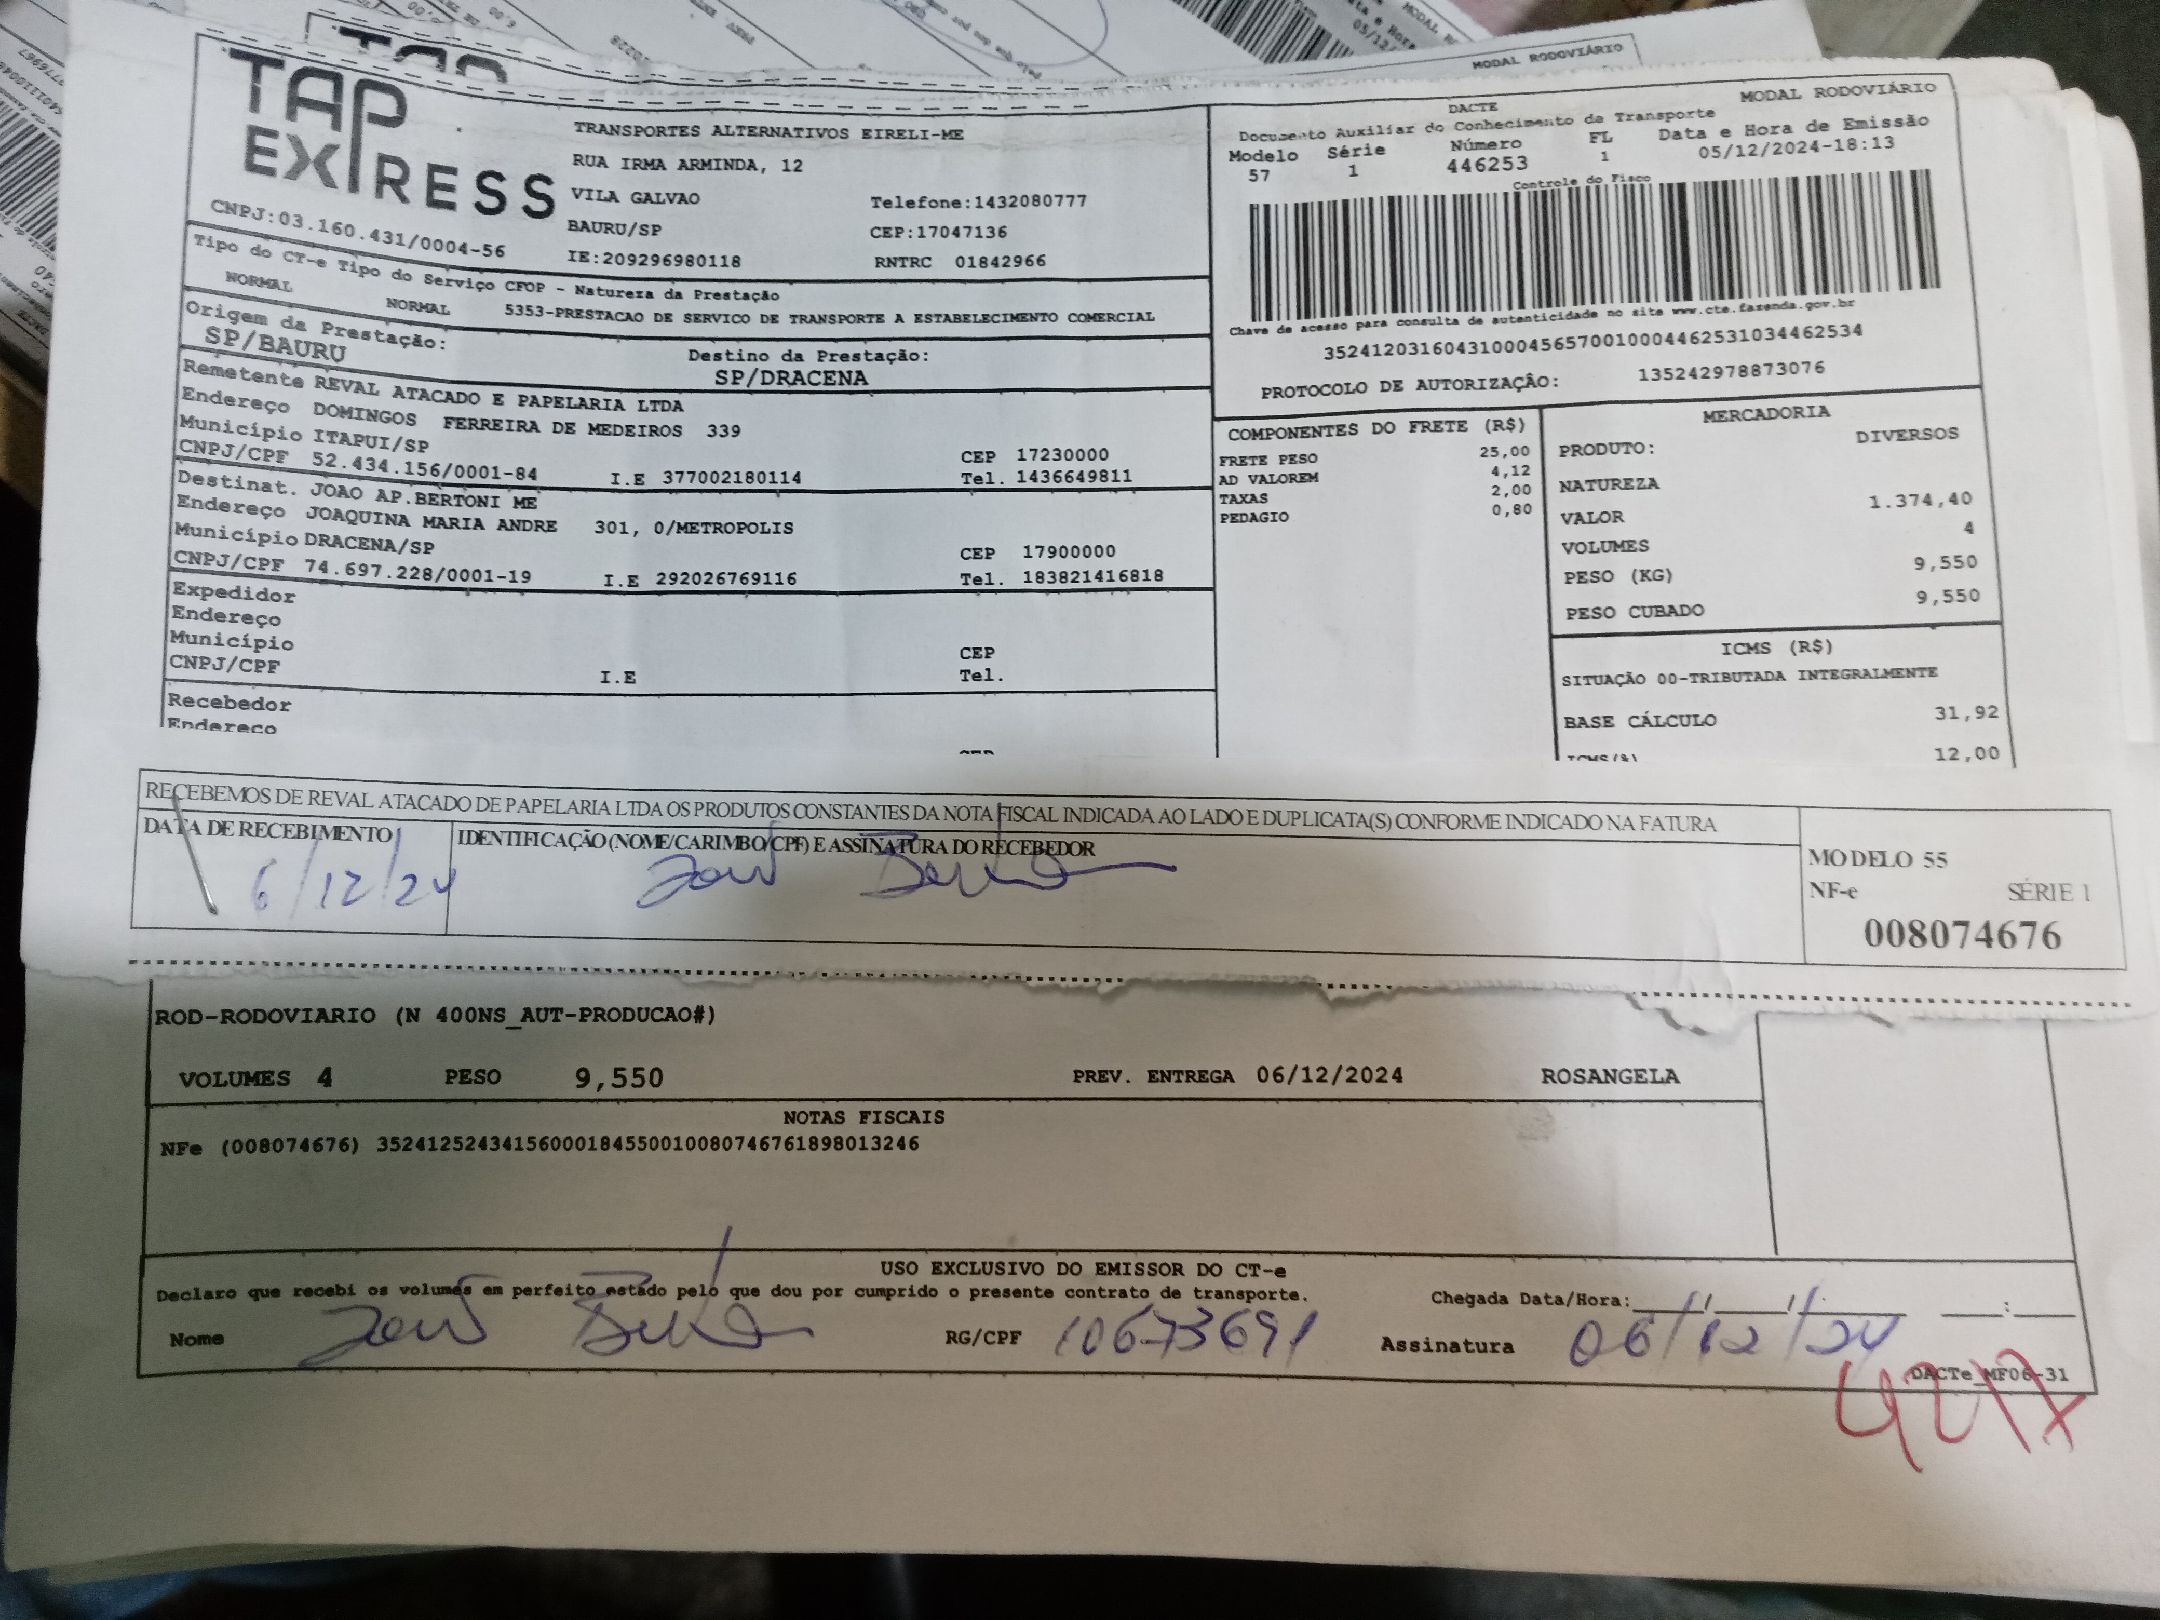 TAP
EXPRESS
CNPJ:03.160.431/0004-56
TRANSPORTES ALTERNATIVOS EIRELI-ME
RUA IRMA ARMINDA, 12
VILA GALVAO Telefone:1432080777
BAURU/SP CEP:17047136
IE:209296980118 RNTRC 01842966
MODAL RODOVIÁRIO
MODAL RODOVIÁRIO
DACTE
Documento Auxiliar do Conhecimento de Transporte
Modelo Série Número FL Data e Hora de Emissão
57 1 446253 1 05/12/2024-18:13
Controle do Fisco
Chave de acesso para consulta de autenticidade no site www.cte.fazenda.gov.br
35241203160431000456570010004462531034462534
PROTOCOLO DE AUTORIZAÇÂO: 135242978873076
Tipo do CT-e Tipo do Serviço CFOP - Natureza da Prestação
NORMAL NORMAL 5353-PRESTACAO DE SERVICO DE TRANSPORTE A ESTABELECIMENTO COMERCIAL
Origem da Prestação: Destino da Prestação:
SP/BAURU SP/DRACENA
Remetente REVAL ATACADO E PAPELARIA LTDA
Endereço DOMINGOS FERREIRA DE MEDEIROS 339
Município ITAPUI/SP CEP 17230000
CNPJ/CPF 52.434.156/0001-84 I.E 377002180114 Tel. 1436649811
Destinat. JOAO AP.BERTONI ME
Endereço JOAQUINA MARIA ANDRE 301, 0/METROPOLIS
Município DRACENA/SP CEP 17900000
CNPJ/CPF 74.697.228/0001-19 I.E 292026769116 Tel. 183821416818
Expedidor
Endereço
Município CEP
CNPJ/CPF I.E Tel.
Recebedor
Endereço
COMPONENTES DO FRETE (R$)
FRETE PESO 25,00
AD VALOREM 4,12
TAXAS 2,00
PEDAGIO 0,80
MERCADORIA
PRODUTO: DIVERSOS
NATUREZA
VALOR 1.374,40
VOLUMES 4
PESO (KG) 9,550
PESO CUBADO 9,550
ICMS (R$)
SITUAÇÃO 00-TRIBUTADA INTEGRALMENTE
BASE CÁLCULO 31,92
ICMS(%) 12,00
RECEBEMOS DE REVAL ATACADO DE PAPELARIA LTDA OS PRODUTOS CONSTANTES DA NOTA FISCAL INDICADA AO LADO E DUPLICATA(S) CONFORME INDICADO NA FATURA
DATA DE RECEBIMENTO IDENTIFICAÇÃO (NOME/CARIMBO/CPF) E ASSINATURA DO RECEBEDOR
6/12/24
MODELO 55
NF-e SÉRIE 1
008074676
ROD-RODOVIARIO (N 400NS_AUT-PRODUCAO#)
VOLUMES 4 PESO 9,550 PREV. ENTREGA 06/12/2024 ROSANGELA
NOTAS FISCAIS
NFe (008074676) 35241252434156000184550010080746761898013246
USO EXCLUSIVO DO EMISSOR DO CT-e
Declaro que recebi os volumes em perfeito estado pelo que dou por cumprido o presente contrato de transporte. Chegada Data/Hora:___/___/___ ___:___
Nome RG/CPF 10673691 Assinatura 06/12/24
DACTe_MF06-31